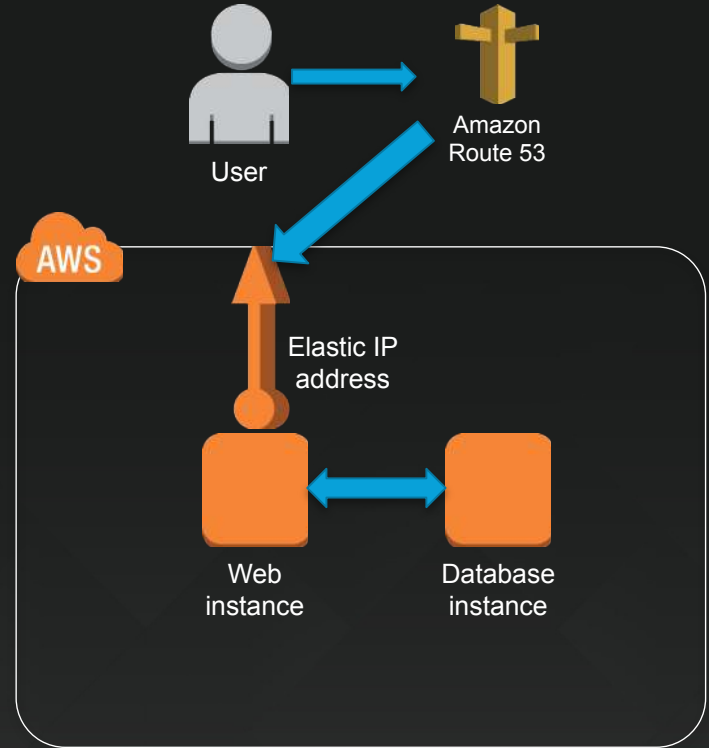 Amazon
Route 53
User
AWS
Elastic IP
address
Web
instance
Database
instance